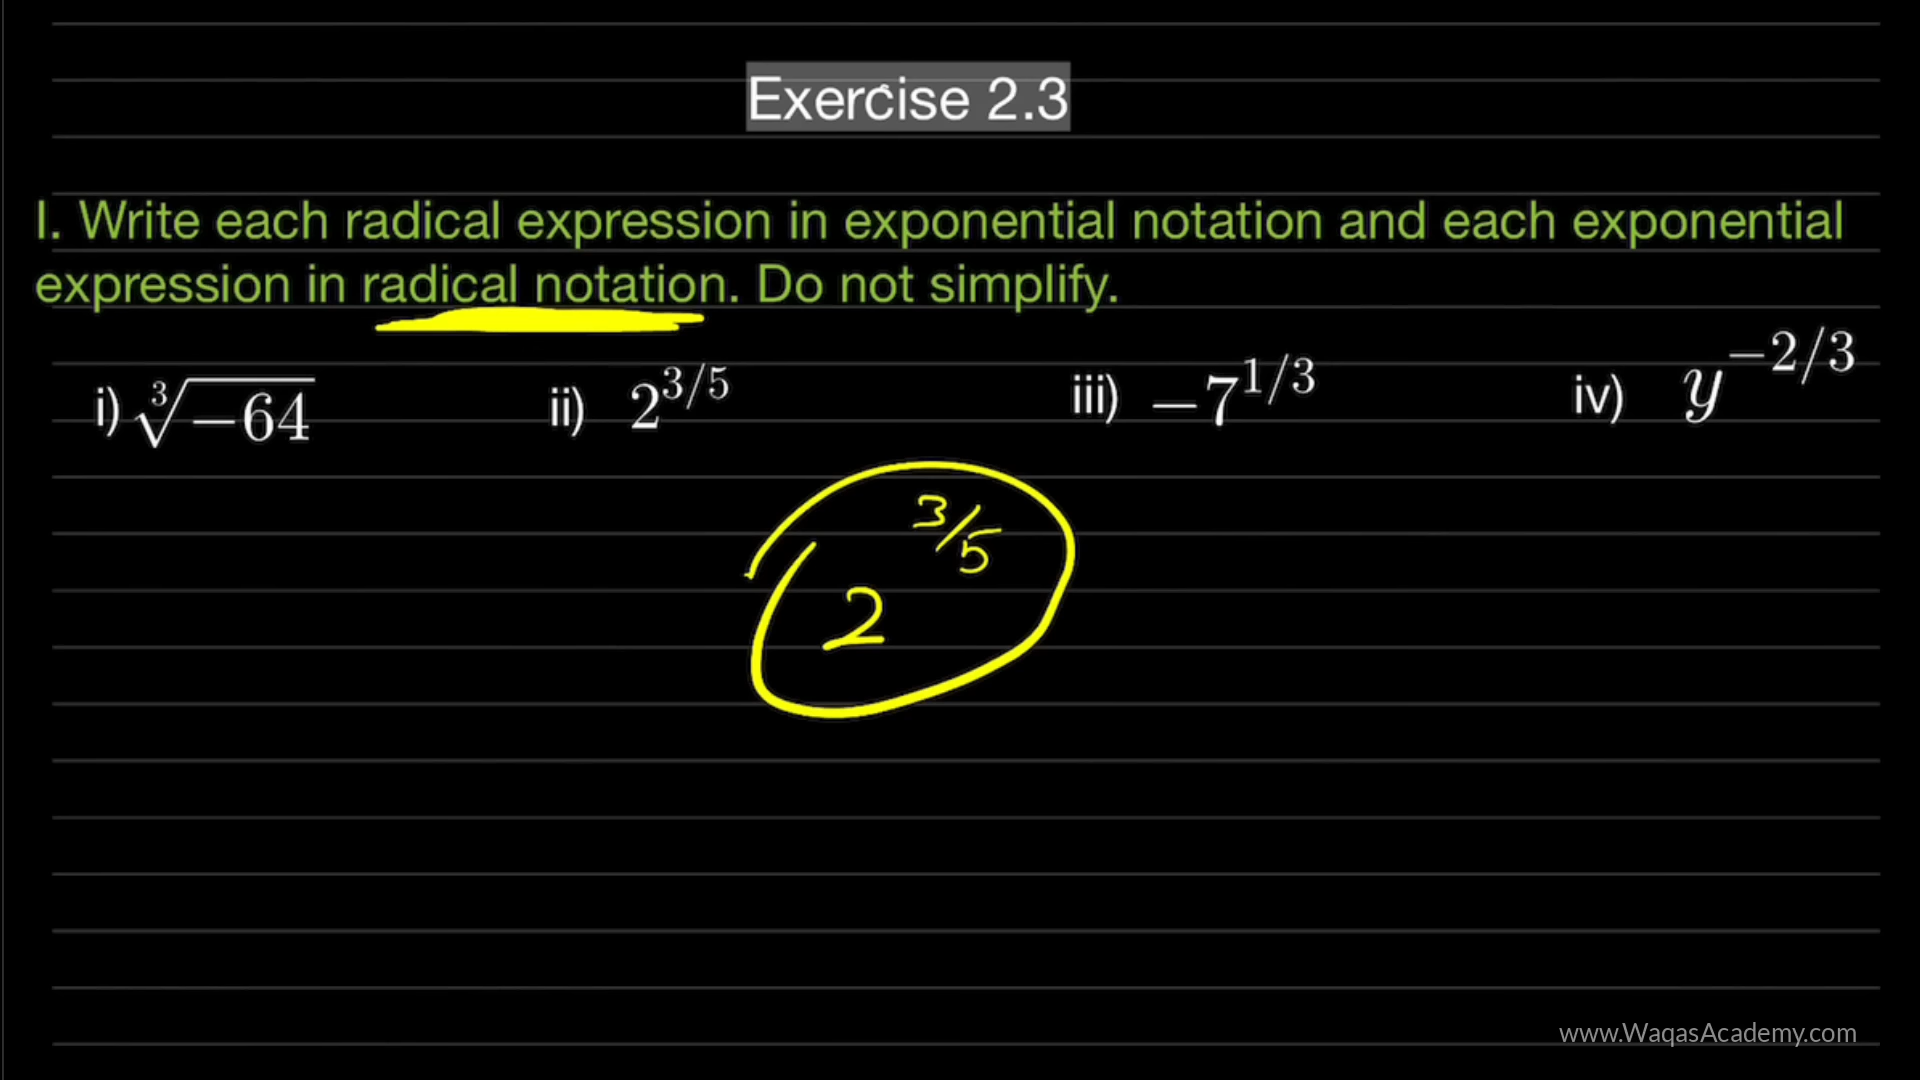 Exercise 2.3
I. Write each radical expression in exponential notation and each exponential
expression in radical notation. Do not simplify.
i) ∛−64 ii) 2^3/5 iii) −7^1/3 iv) y^−2/3
2^3/5
www.WaqasAcademy.com